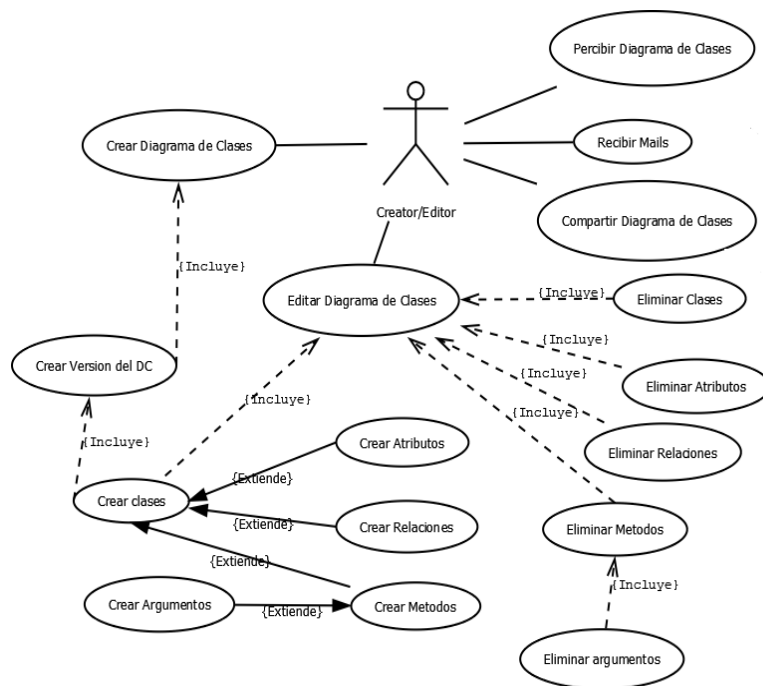 Percibir Diagrama de Clases
Crear Diagrama de Clases
Recibir Mails
Creator/Editor
Compartir Diagrama de Clases
{Incluye}
Editar Diagrama de Clases
{Incluye}
Eliminar Clases
{Incluye}
Crear Version del DC
{Incluye}
Eliminar Atributos
{Incluye}
{Incluye}
{Incluye}
Crear Atributos
Eliminar Relaciones
{Extiende}
Crear clases
{Extiende}
Crear Relaciones
Eliminar Metodos
{Extiende}
{Incluye}
Crear Argumentos
{Extiende}
Crear Metodos
Eliminar argumentos